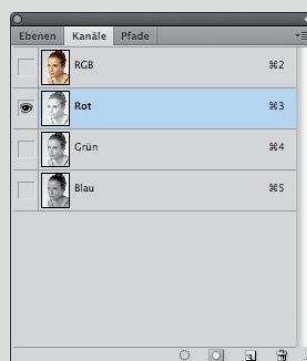 Ebenen Kanäle Pfade
RGB ⌘2
Rot ⌘3
Grün ⌘4
Blau ⌘5